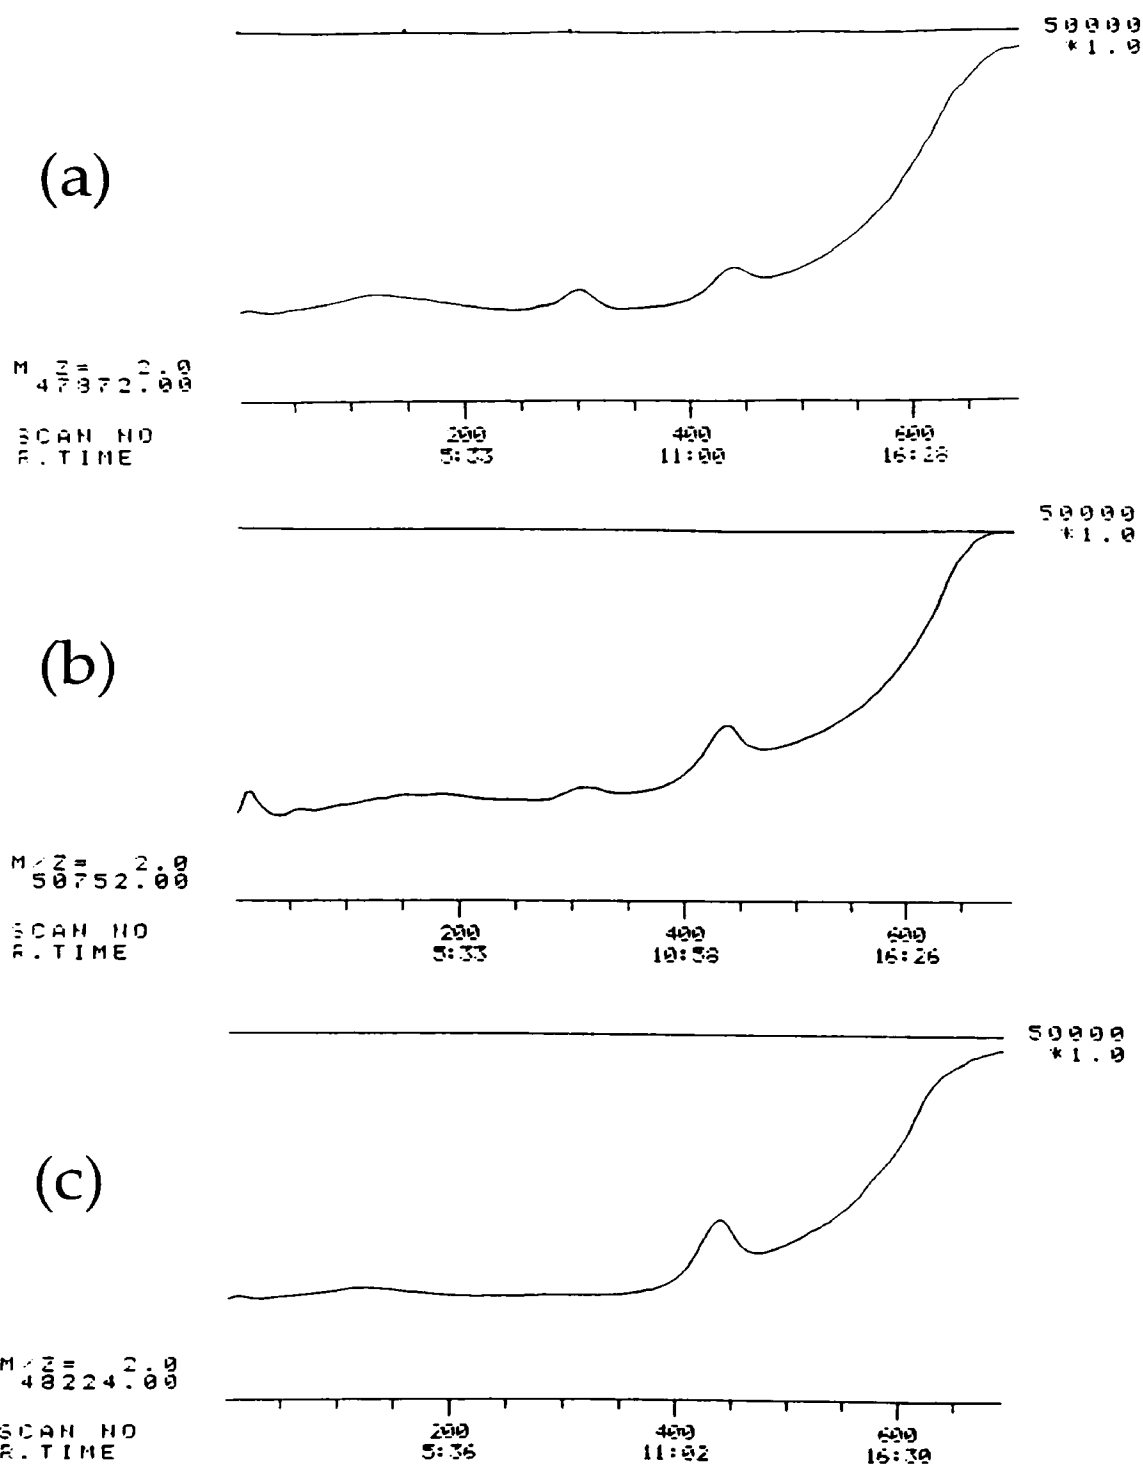 50000
*1.0
(a)
M Z= 2.0
47872.00
SCAN NO
R.TIME
200 400 600
5:33 11:00 16:28
50000
*1.0
(b)
M/Z= 2.0
50752.00
SCAN NO
R.TIME
200 400 600
5:33 10:58 16:26
50000
*1.0
(c)
M/Z= 2.0
48224.00
SCAN NO
R.TIME
200 400 600
5:36 11:02 16:30